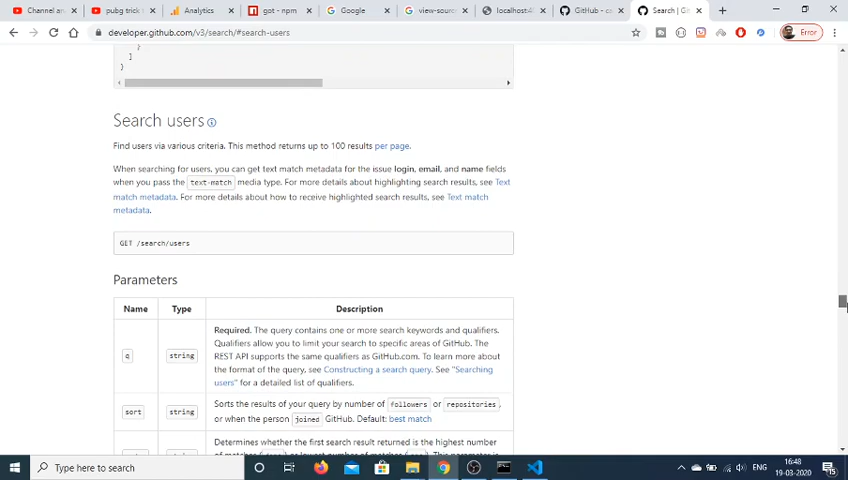 Channel an
pubg trick
Analytics
got - npm
Google
view-sourc
localhost:4
GitHub - c
Search | Gi
developer.github.com/v3/search/#search-users
Error
}
]
}
Search users
Find users via various criteria. This method returns up to 100 results per page.
When searching for users, you can get text match metadata for the issue login, email, and name fields
when you pass the text-match media type. For more details about highlighting search results, see Text
match metadata. For more details about how to receive highlighted search results, see Text match
metadata.
GET /search/users
Parameters
Name Type Description
Required. The query contains one or more search keywords and qualifiers.
Qualifiers allow you to limit your search to specific areas of GitHub. The
q string REST API supports the same qualifiers as GitHub.com. To learn more about
the format of the query, see Constructing a search query. See "Searching
users" for a detailed list of qualifiers.
Sorts the results of your query by number of followers or repositories,
sort string or when the person joined GitHub. Default: best match
Determines whether the first search result returned is the highest number
Type here to search
ENG
16:48
19-03-2020
15